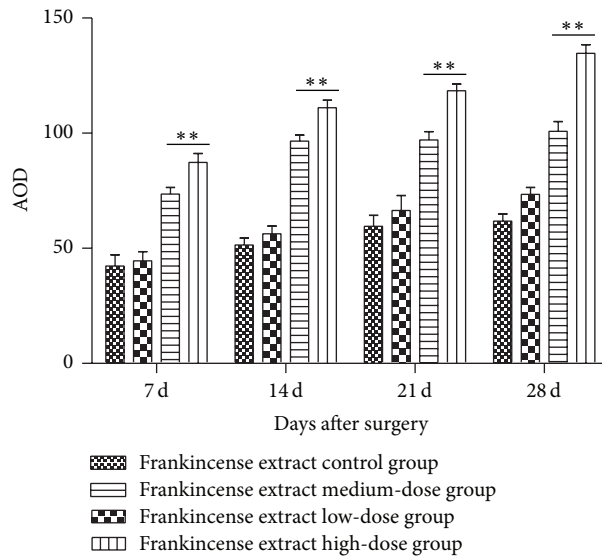 150
100
50
0
AOD
**
**
**
**
7 d
14 d
21 d
28 d
Days after surgery
Frankincense extract control group
Frankincense extract medium-dose group
Frankincense extract low-dose group
Frankincense extract high-dose group